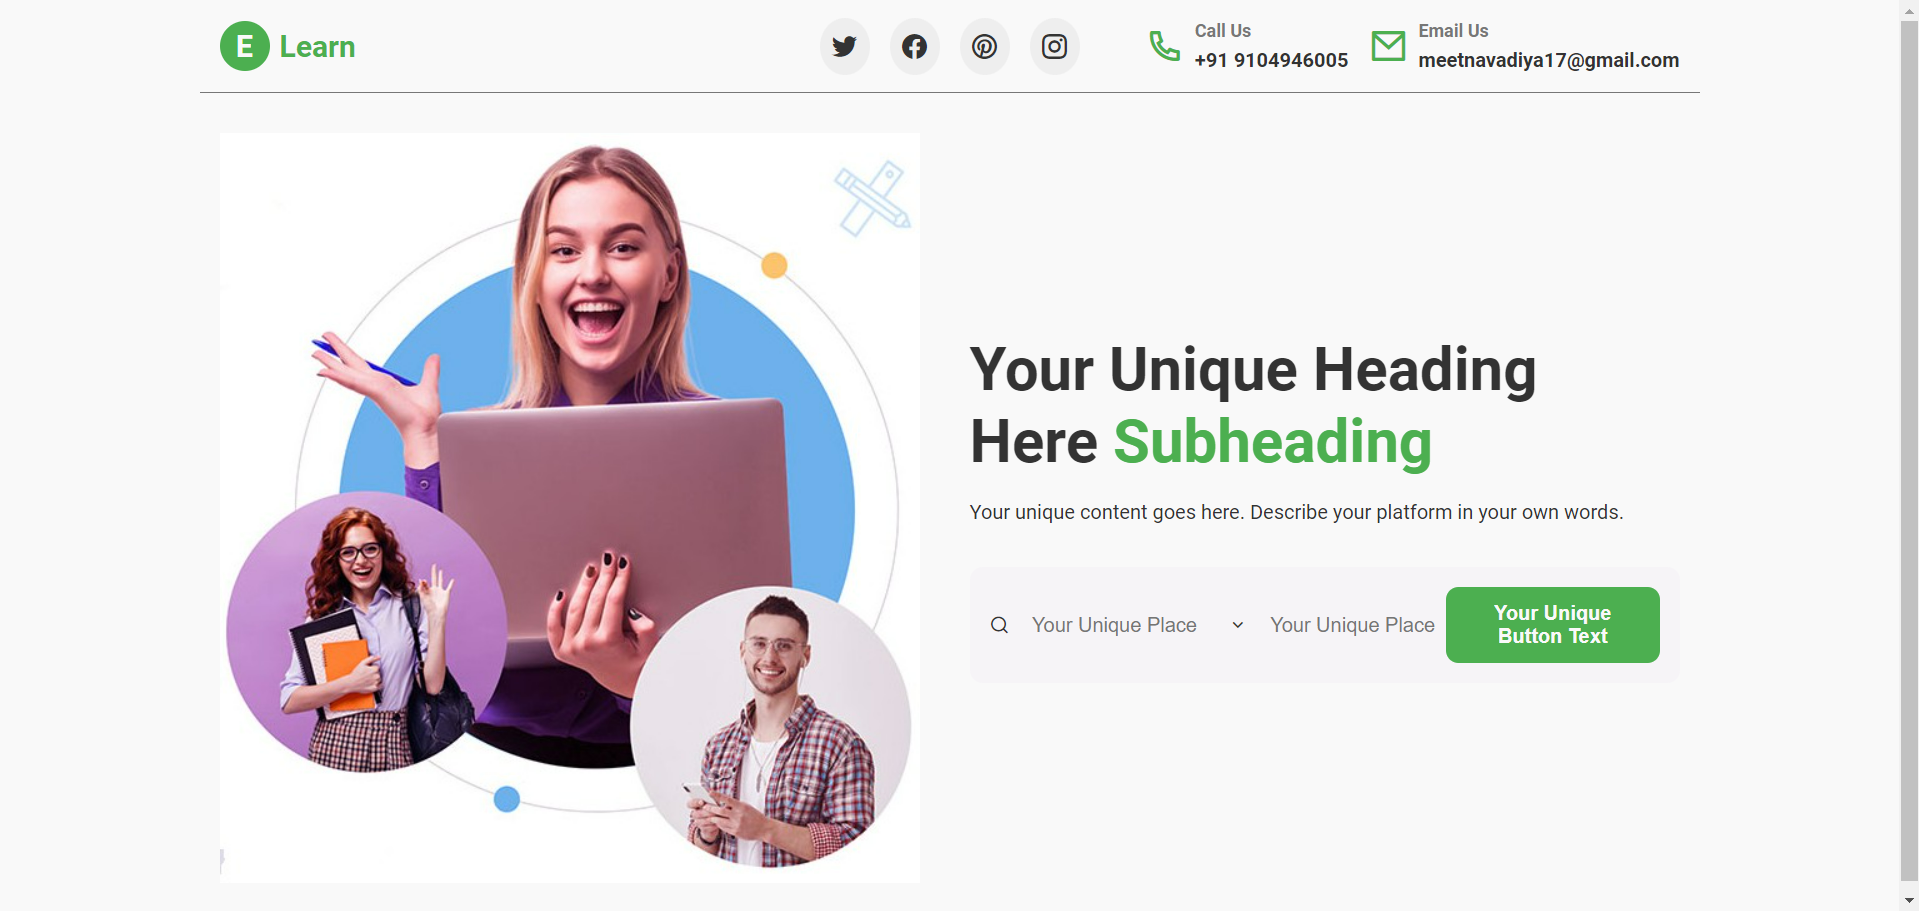 E Learn
Call Us
+91 9104946005
Email Us
meetnavadiya17@gmail.com
Your Unique Heading
Here Subheading
Your unique content goes here. Describe your platform in your own words.
Your Unique Place
Your Unique Place
Your Unique
Button Text